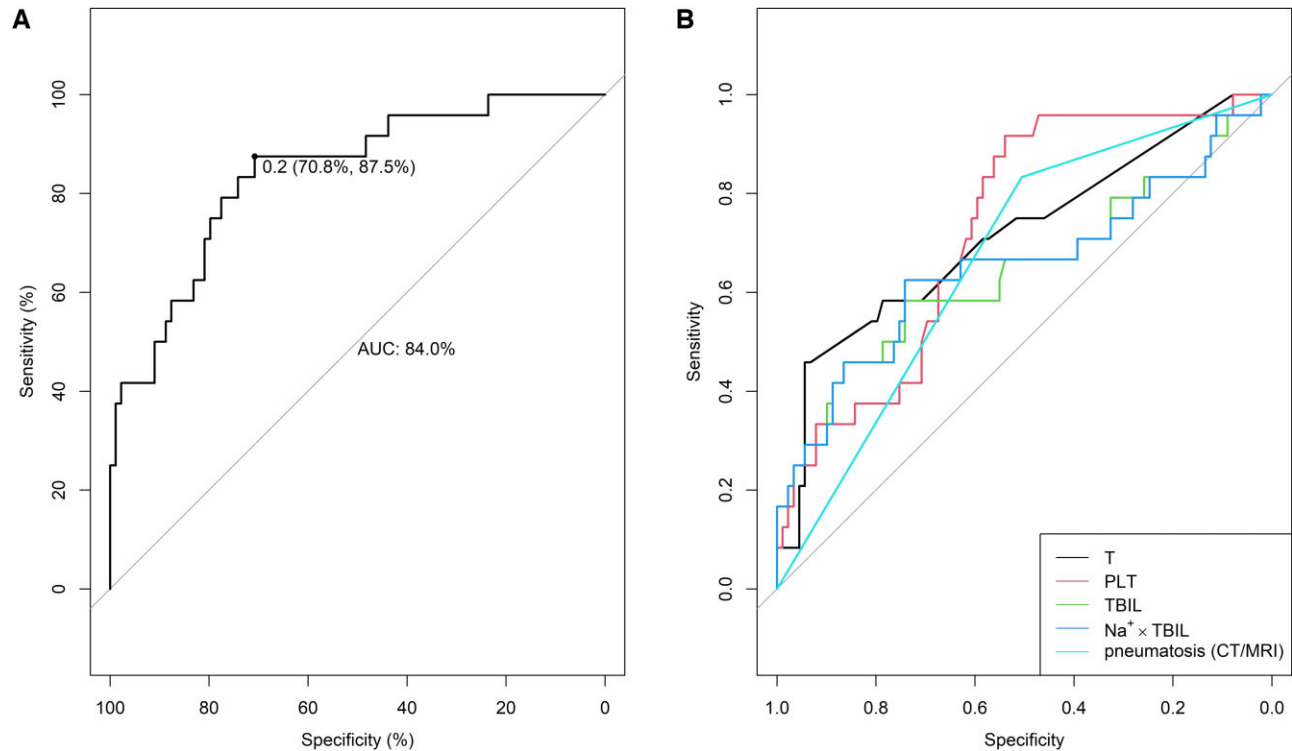 A
100
80
60
40
20
0
Sensitivity (%)
0.2 (70.8%, 87.5%)
AUC: 84.0%
100 80 60 40 20 0
Specificity (%)
B
1.0
0.8
0.6
0.4
0.2
0.0
Sensitivity
T
PLT
TBIL
Na⁺ × TBIL
pneumatosis (CT/MRI)
1.0 0.8 0.6 0.4 0.2 0.0
Specificity